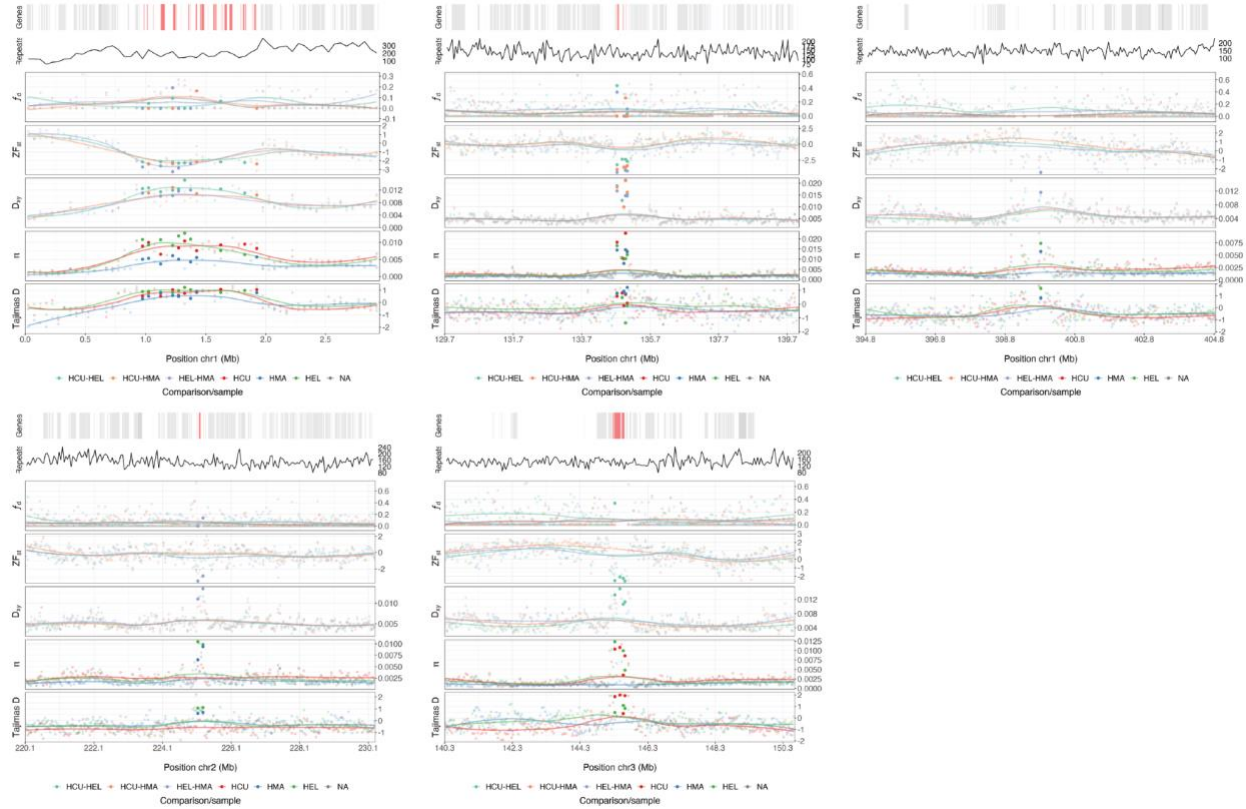 Genes
Repeats
300
200
100
fd
0.3
0.2
0.1
0.0
-0.1
ZFst
2
1
0
-1
-2
-3
Dxy
0.012
0.008
0.004
0.000
π
0.010
0.005
0.000
Tajimas D
1
0
-1
-2
0.0 0.5 1.0 1.5 2.0 2.5
Position chr1 (Mb)
HCU-HEL HCU-HMA HEL-HMA HCU HMA HEL NA
Comparison/sample
Genes
Repeats
200
175
150
125
100
75
fd
0.6
0.4
0.2
0.0
ZFst
2.5
0.0
-2.5
Dxy
0.020
0.015
0.010
0.005
π
0.020
0.015
0.010
0.005
0.000
Tajimas D
1
0
-1
-2
129.7 131.7 133.7 135.7 137.7 139.7
Position chr1 (Mb)
HCU-HEL HCU-HMA HEL-HMA HCU HMA HEL NA
Comparison/sample
Genes
Repeats
200
150
100
fd
0.6
0.4
0.2
0.0
ZFst
2
1
0
-1
-2
Dxy
0.012
0.008
0.004
π
0.0075
0.0050
0.0025
0.0000
Tajimas D
2
1
0
-1
-2
394.8 396.8 398.8 400.8 402.8 404.8
Position chr1 (Mb)
HCU-HEL HCU-HMA HEL-HMA HCU HMA HEL NA
Comparison/sample
Genes
Repeats
240
200
160
120
80
fd
0.6
0.4
0.2
0.0
ZFst
2
0
-2
Dxy
0.010
0.005
π
0.0100
0.0075
0.0050
0.0025
Tajimas D
2
1
0
-1
220.1 222.1 224.1 226.1 228.1 230.1
Position chr2 (Mb)
HCU-HEL HCU-HMA HEL-HMA HCU HMA HEL NA
Comparison/sample
Genes
Repeats
200
160
120
80
fd
0.6
0.4
0.2
0.0
ZFst
3
2
1
0
-1
-2
Dxy
0.012
0.008
0.004
π
0.0125
0.0100
0.0075
0.0050
0.0025
0.0000
Tajimas D
2
1
0
-1
-2
140.3 142.3 144.3 146.3 148.3 150.3
Position chr3 (Mb)
HCU-HEL HCU-HMA HEL-HMA HCU HMA HEL NA
Comparison/sample